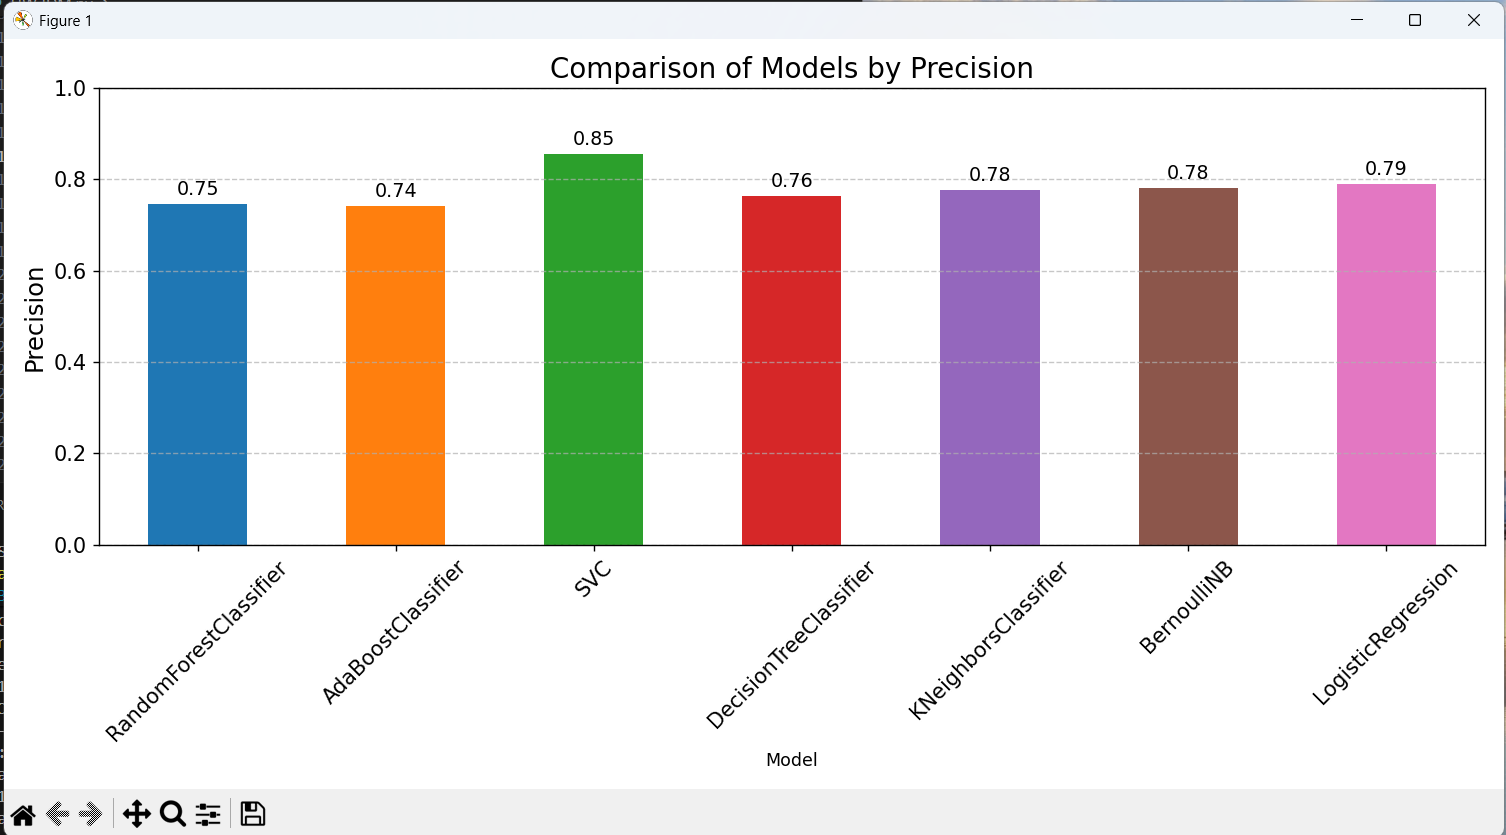 Figure 1
Comparison of Models by Precision
1.0
0.8
0.6
0.4
0.2
0.0
Precision
0.75
0.74
0.85
0.76
0.78
0.78
0.79
RandomForestClassifier
AdaBoostClassifier
SVC
DecisionTreeClassifier
KNeighborsClassifier
BernoulliNB
LogisticRegression
Model